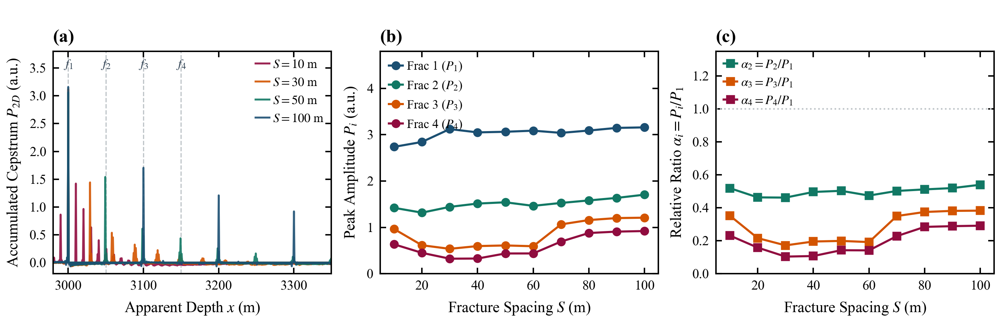 (a)
Accumulated Cepstrum P2D (a.u.)
3.5
3.0
2.5
2.0
1.5
1.0
0.5
0.0
f1 f2 f3 f4
S = 10 m
S = 30 m
S = 50 m
S = 100 m
3000 3100 3200 3300
Apparent Depth x (m)
(b)
Peak Amplitude Pi (a.u.)
4
3
2
1
0
Frac 1 (P1)
Frac 2 (P2)
Frac 3 (P3)
Frac 4 (P4)
20 40 60 80 100
Fracture Spacing S (m)
(c)
Relative Ratio αi = Pi/P1
1.2
1.0
0.8
0.6
0.4
0.2
0.0
α2 = P2/P1
α3 = P3/P1
α4 = P4/P1
20 40 60 80 100
Fracture Spacing S (m)